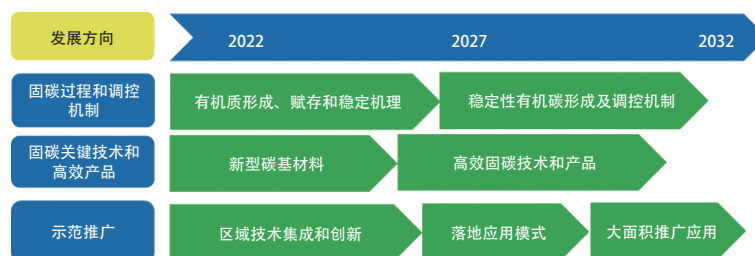 发展方向
2022
2027
2032
固碳过程和调控
机制
有机质形成、赋存和稳定机理
稳定性有机碳形成及调控机制
固碳关键技术和
高效产品
新型碳基材料
高效固碳技术和产品
示范推广
区域技术集成和创新
落地应用模式
大面积推广应用